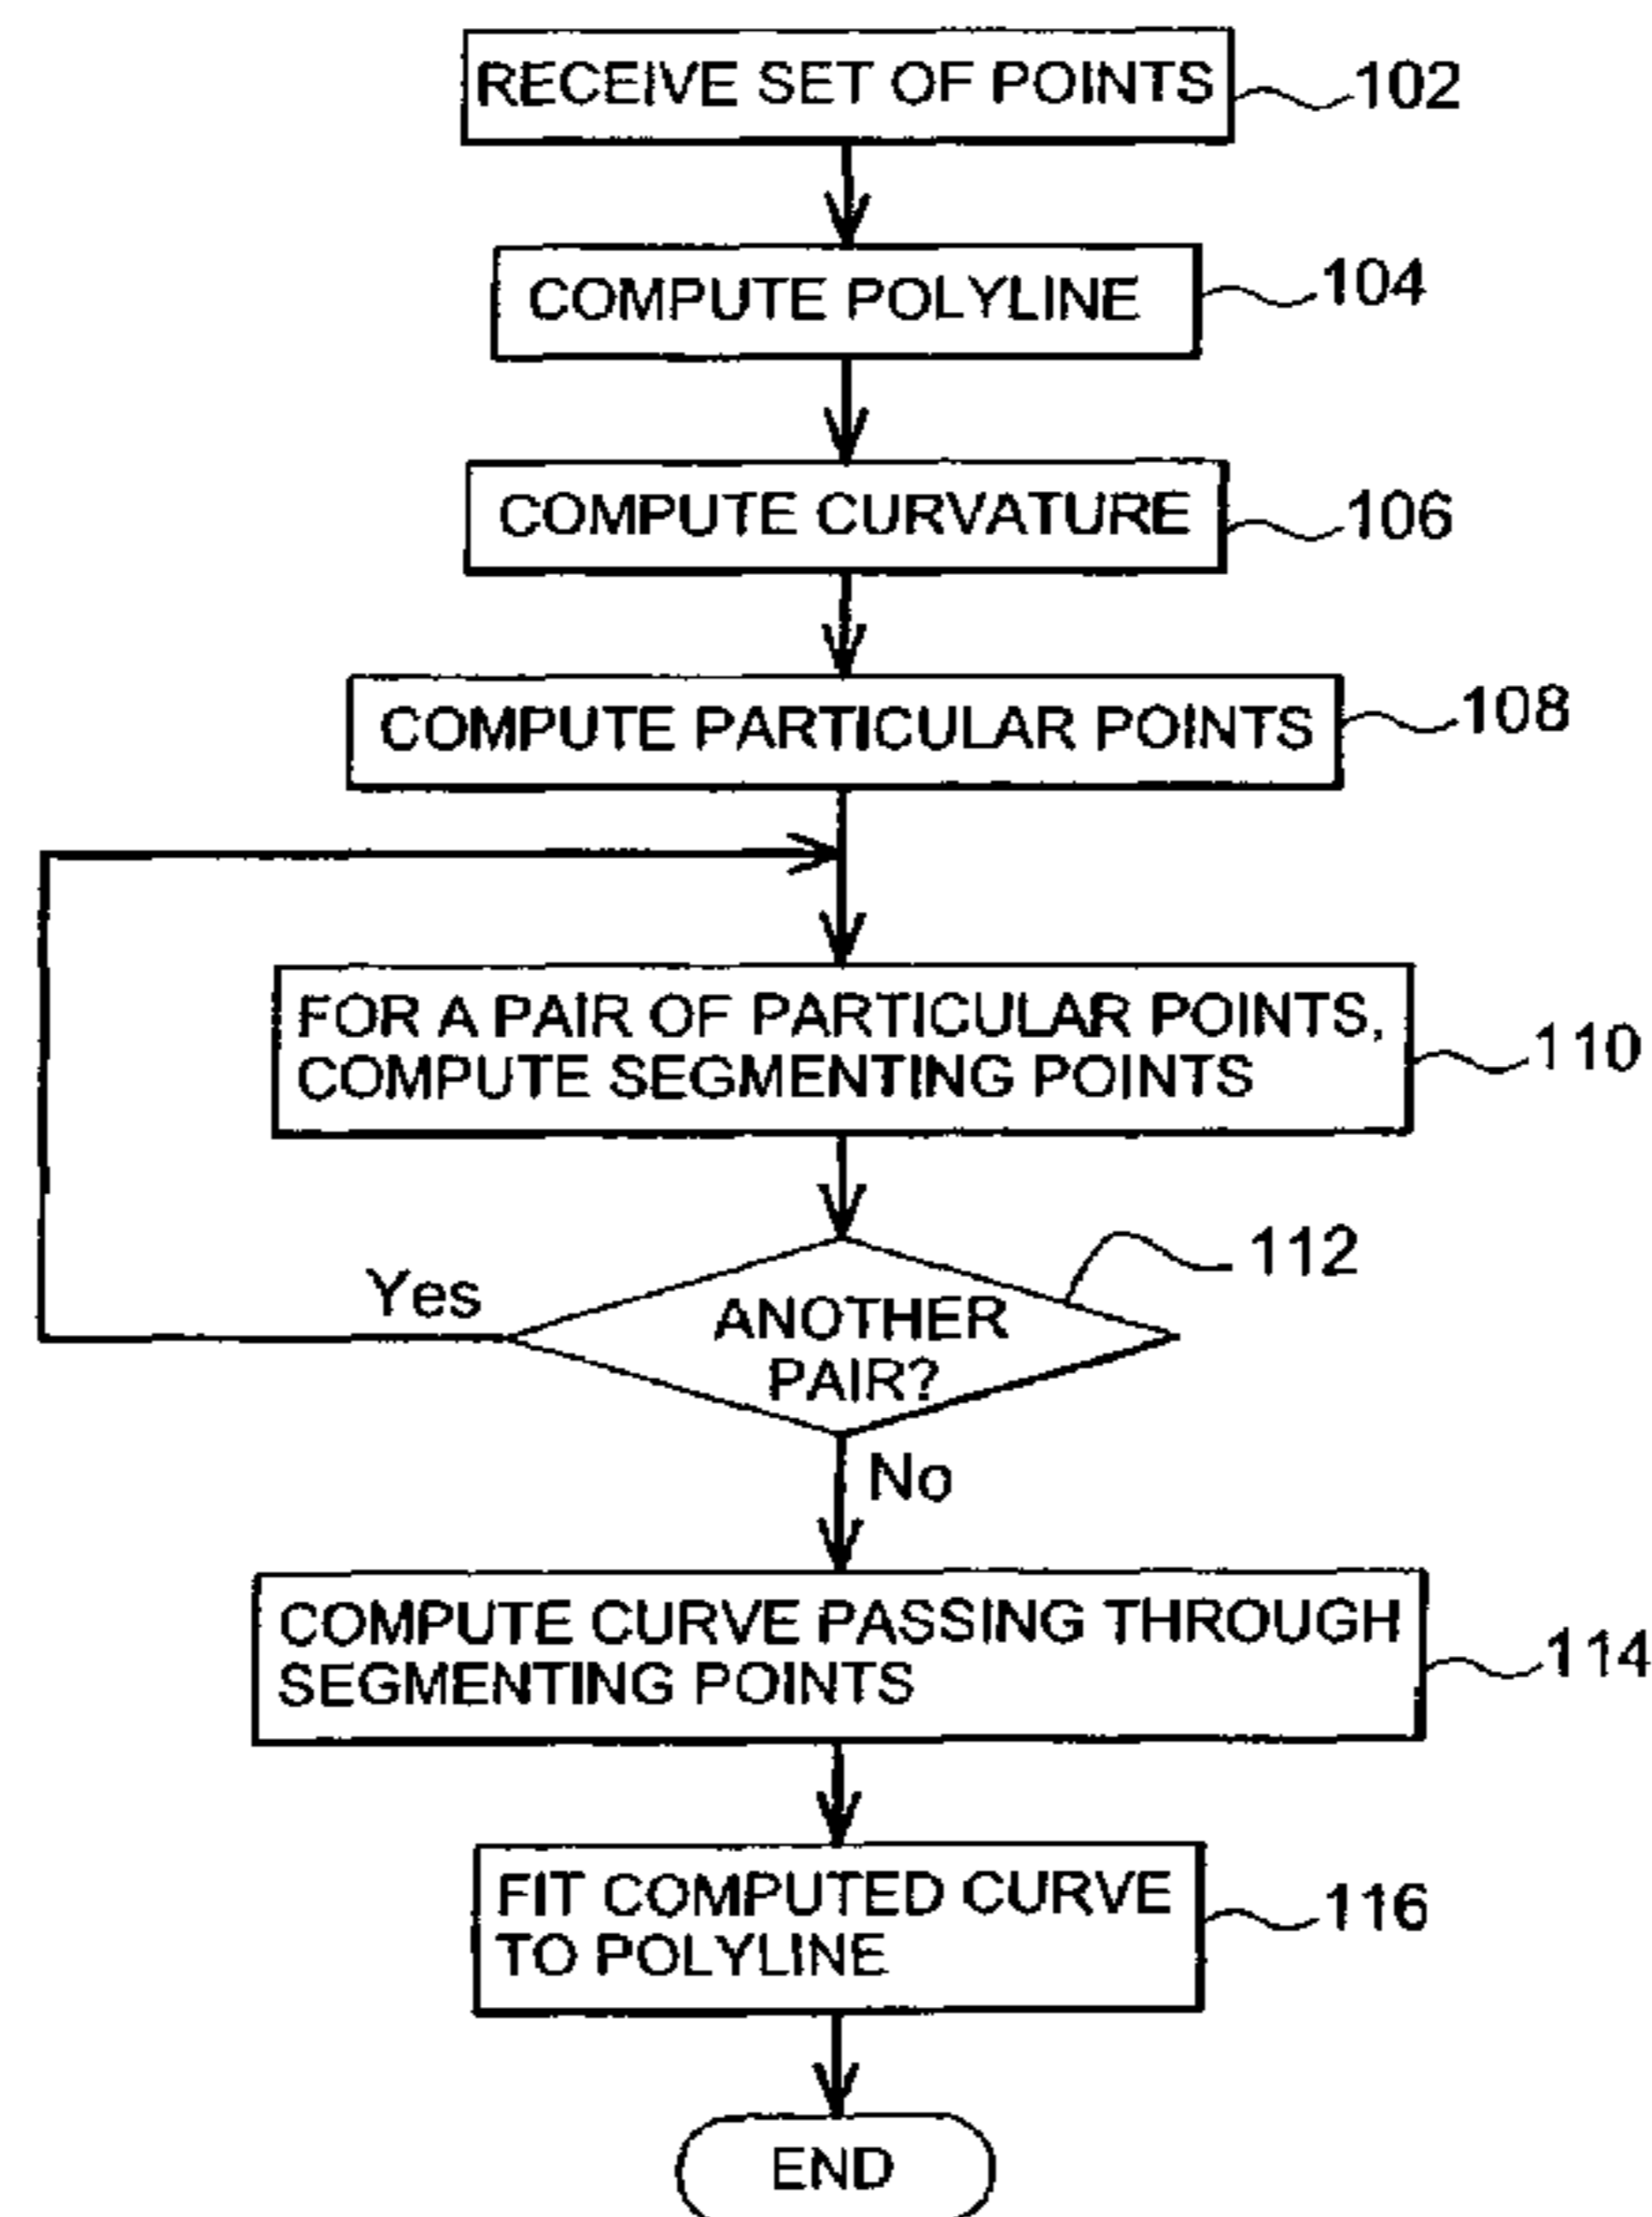 RECEIVE SET OF POINTS
102
COMPUTE POLYLINE
104
COMPUTE CURVATURE
106
COMPUTE PARTICULAR POINTS
108
FOR A PAIR OF PARTICULAR POINTS,
COMPUTE SEGMENTING POINTS
110
112
Yes
ANOTHER
PAIR?
No
COMPUTE CURVE PASSING THROUGH
SEGMENTING POINTS
114
FIT COMPUTED CURVE
TO POLYLINE
116
END